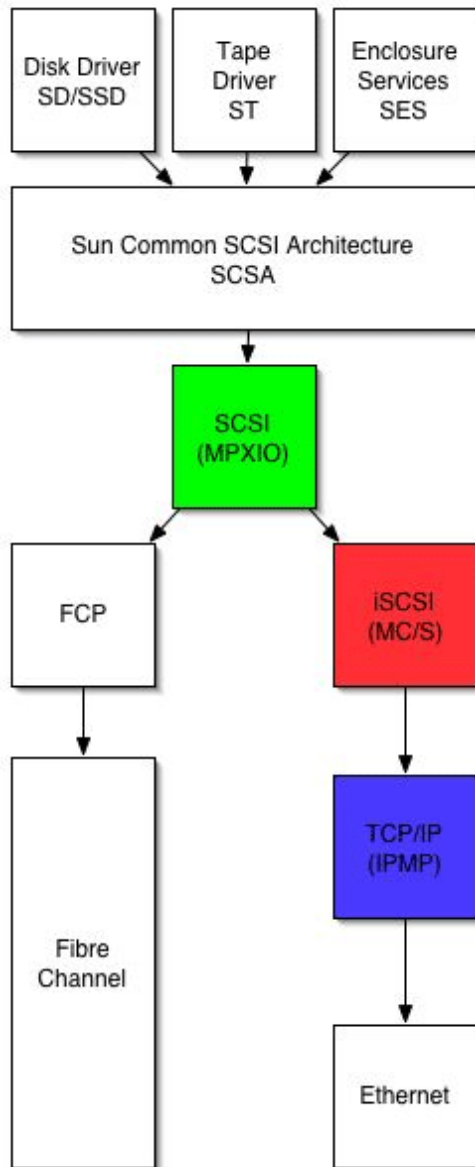 Disk Driver
SD/SSD
Tape
Driver
ST
Enclosure
Services
SES
Sun Common SCSI Architecture
SCSA
SCSI
(MPXIO)
FCP
iSCSI
(MC/S)
TCP/IP
(IPMP)
Fibre
Channel
Ethernet